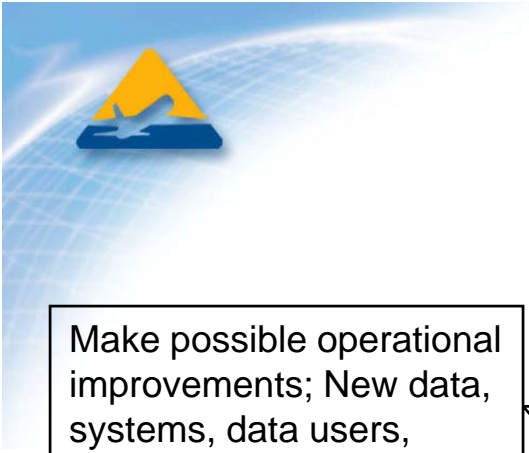 Make possible operational
improvements; New data,
systems, data users,